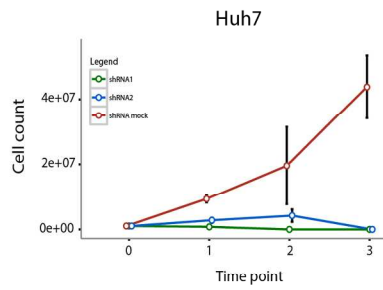 Huh7
Legend
shRNA1
shRNA2
shRNA mock
Cell count
4e+07
2e+07
0e+00
0 1 2 3
Time point